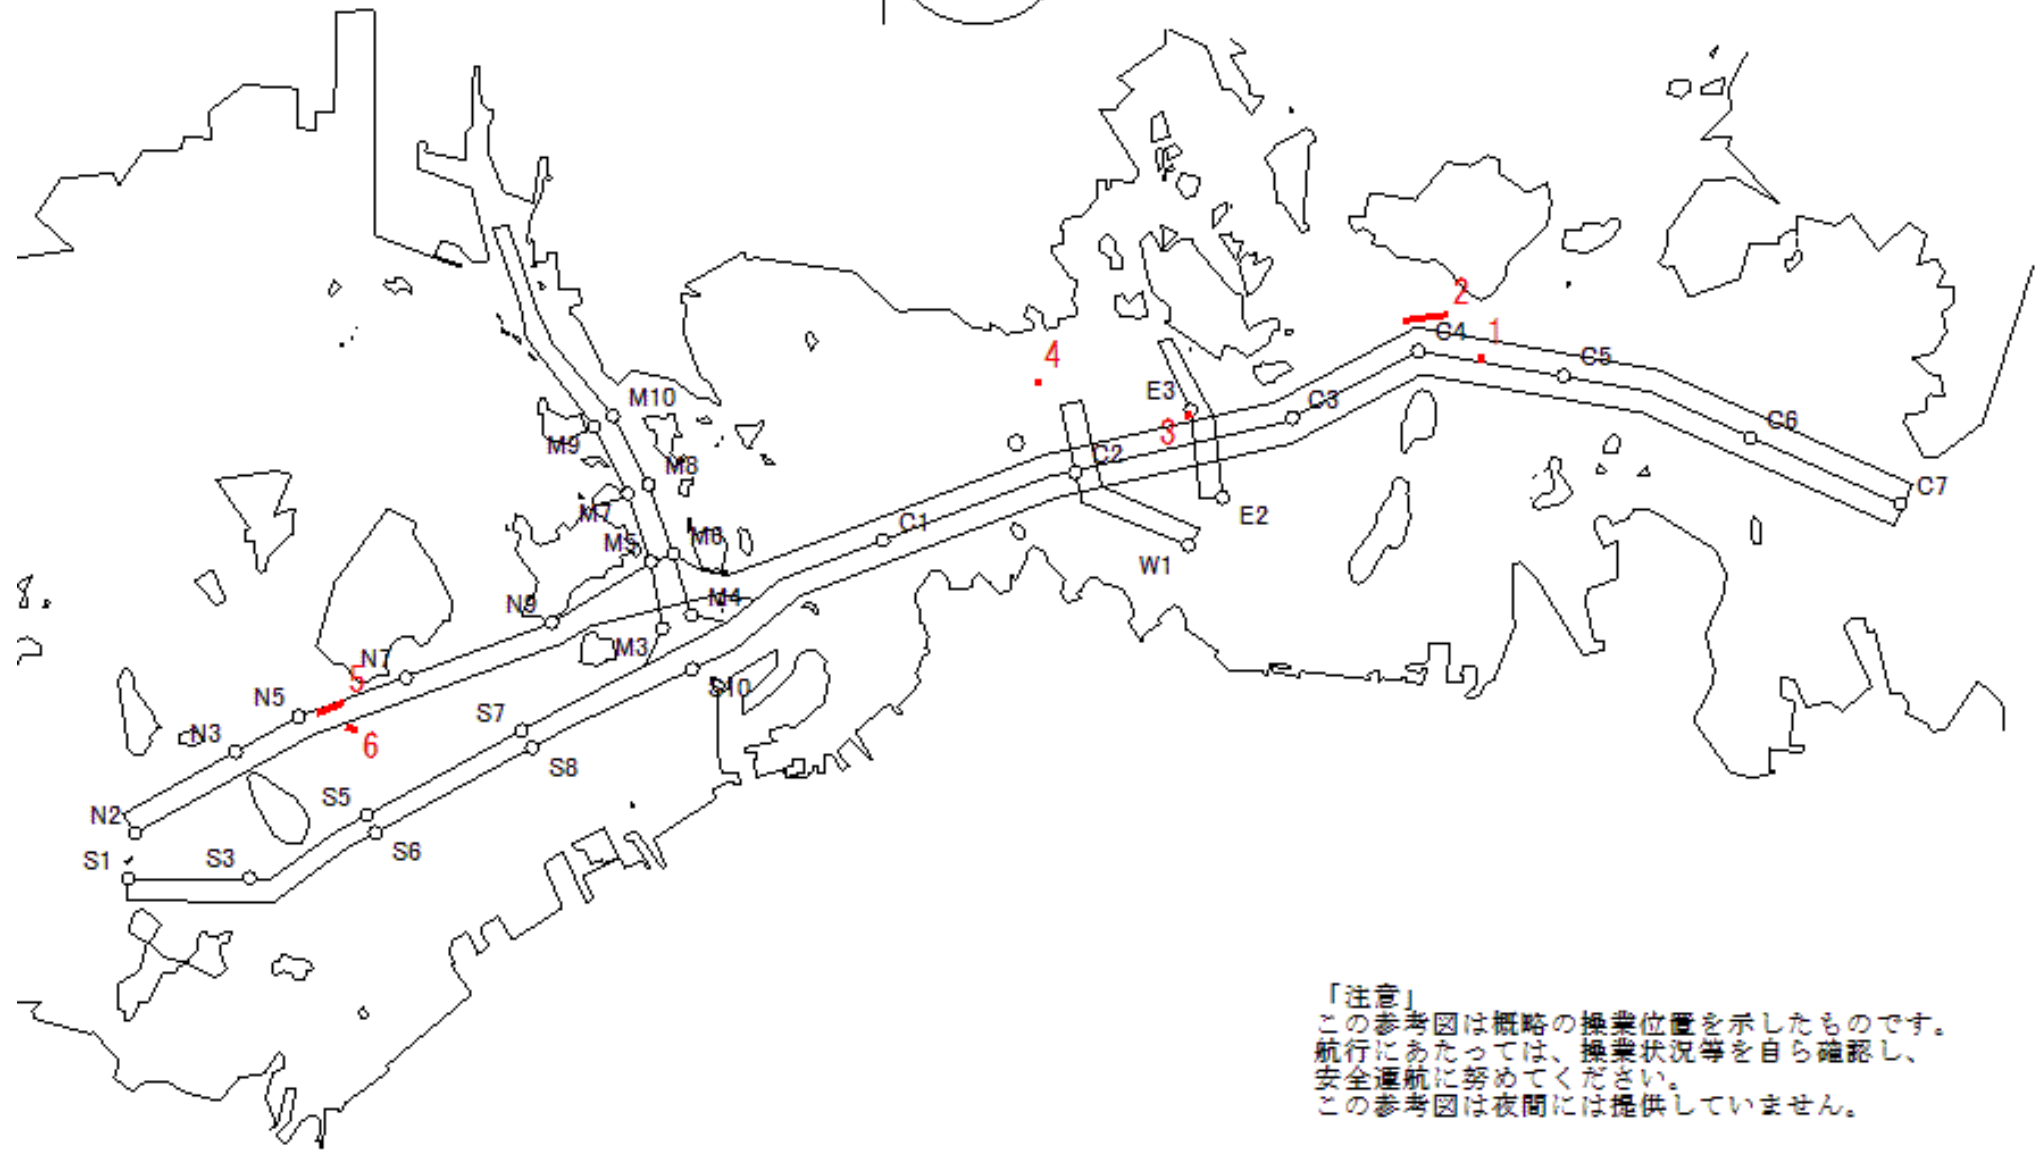 2
C4
1
C5
4
E3
M10
C3
3
C6
M9
C2
M8
C7
M7
E2
C1
M6
M5
W1
N9
M4
M3
N7
5
S10
N5
S7
N3
6
S8
S5
N2
S6
S1
S3
「注意」
この参考図は概略の操業位置を示したものです。
航行にあたっては、操業状況等を自ら確認し、
安全運航に努めてください。
この参考図は夜間には提供していません。